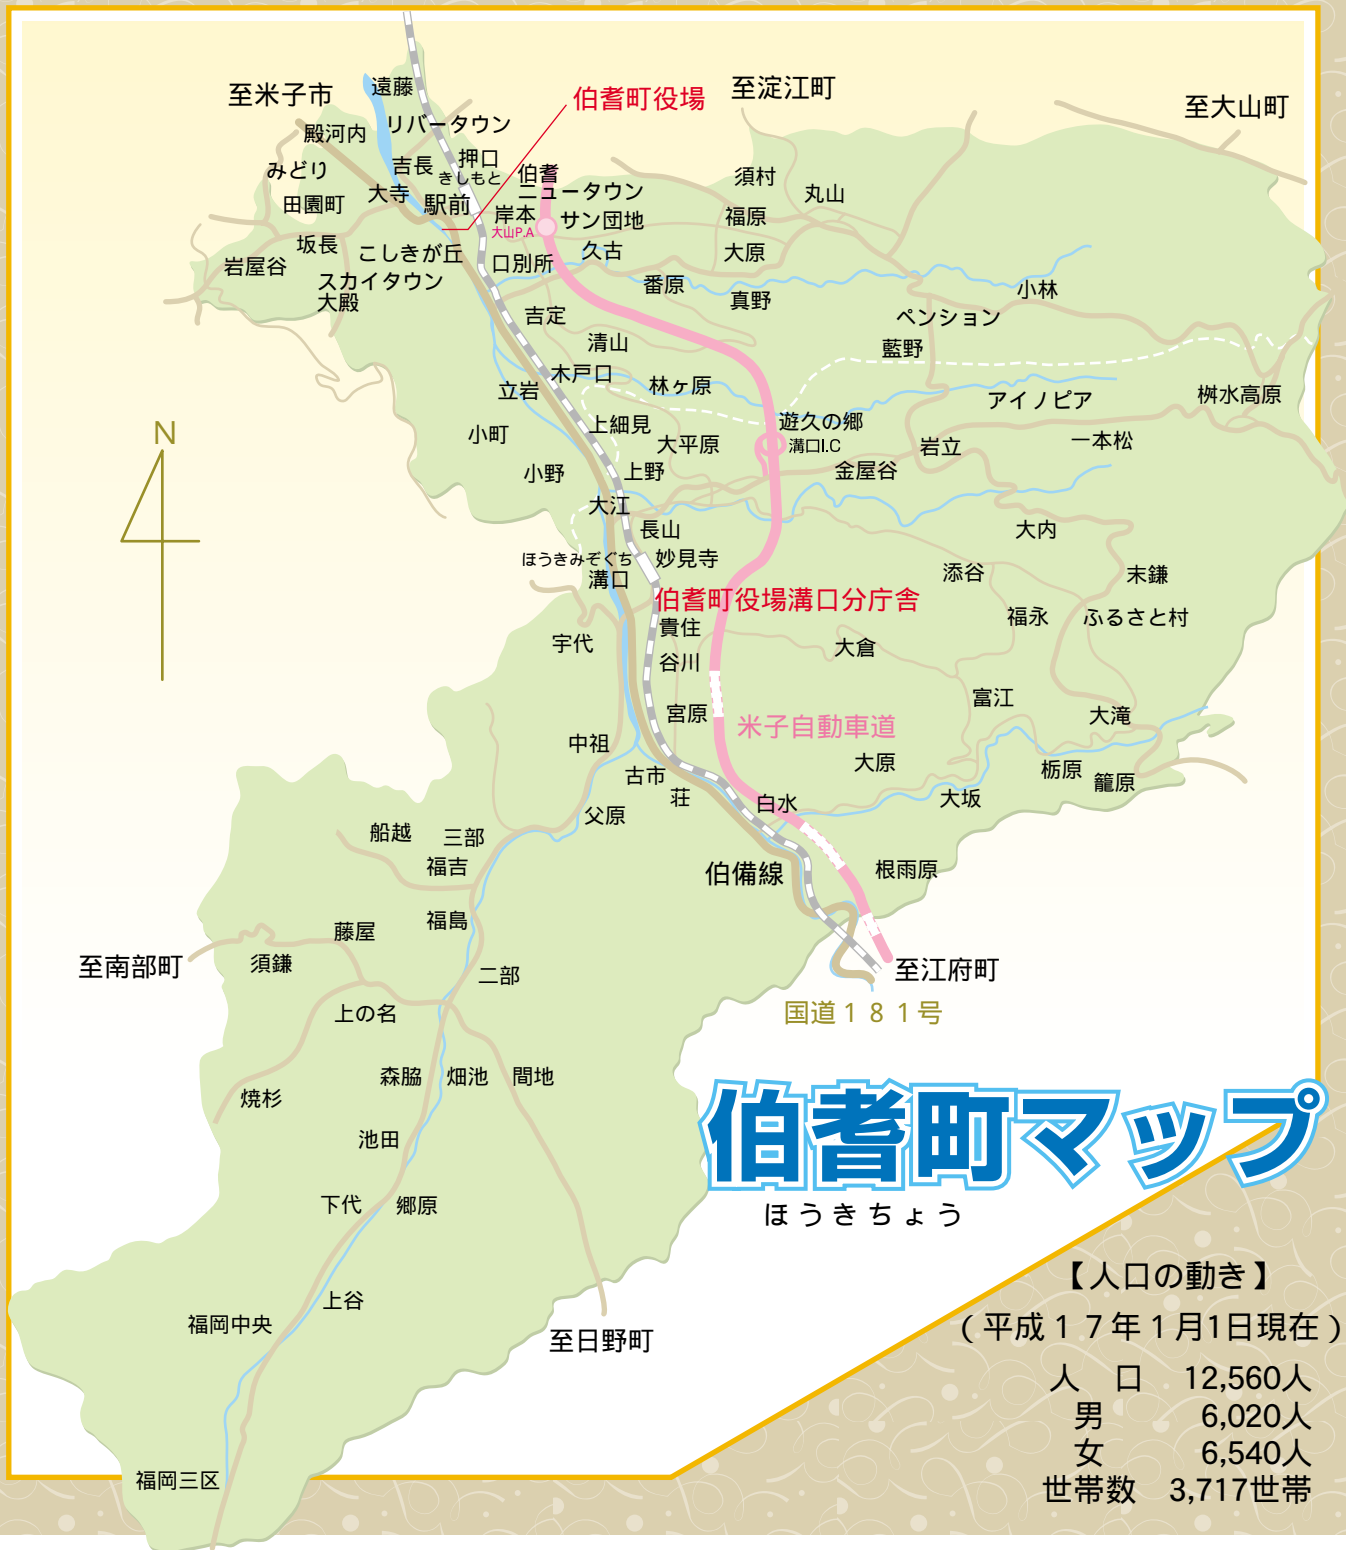 至米子市
遠藤
伯耆町役場
至淀江町
至大山町
殿河内
リバータウン
みどり
吉長
押口
きしもと
伯耆
ニュータウン
須村
丸山
田園町
大寺
駅前
岸本
大山P.A
サン団地
福原
坂長
こしきが丘
口別所
久古
大原
岩屋谷
スカイタウン
大殿
番原
真野
小林
吉定
ペンション
清山
藍野
木戸口
立岩
林ヶ原
アイノピア
桝水高原
小町
上細見
大平原
遊久の郷
溝口I.C
岩立
一本松
小野
上野
金屋谷
大江
長山
大内
ほうきみぞぐち
溝口
妙見寺
添谷
末鎌
伯耆町役場溝口分庁舎
貴住
福永
ふるさと村
宇代
谷川
大倉
宮原
米子自動車道
富江
大滝
中祖
古市
荘
大原
栃原
籠原
父原
白水
大坂
船越
三部
福吉
伯備線
根雨原
福島
藤屋
至南部町
須鎌
二部
至江府町
上の名
国道181号
焼杉
森脇
畑池
間地
池田
下代
郷原
上谷
福岡中央
至日野町
福岡三区
N
伯耆町マップ
ほうきちょう
【人口の動き】
(平成17年1月1日現在)
人 口 12,560人
男 6,020人
女 6,540人
世帯数 3,717世帯